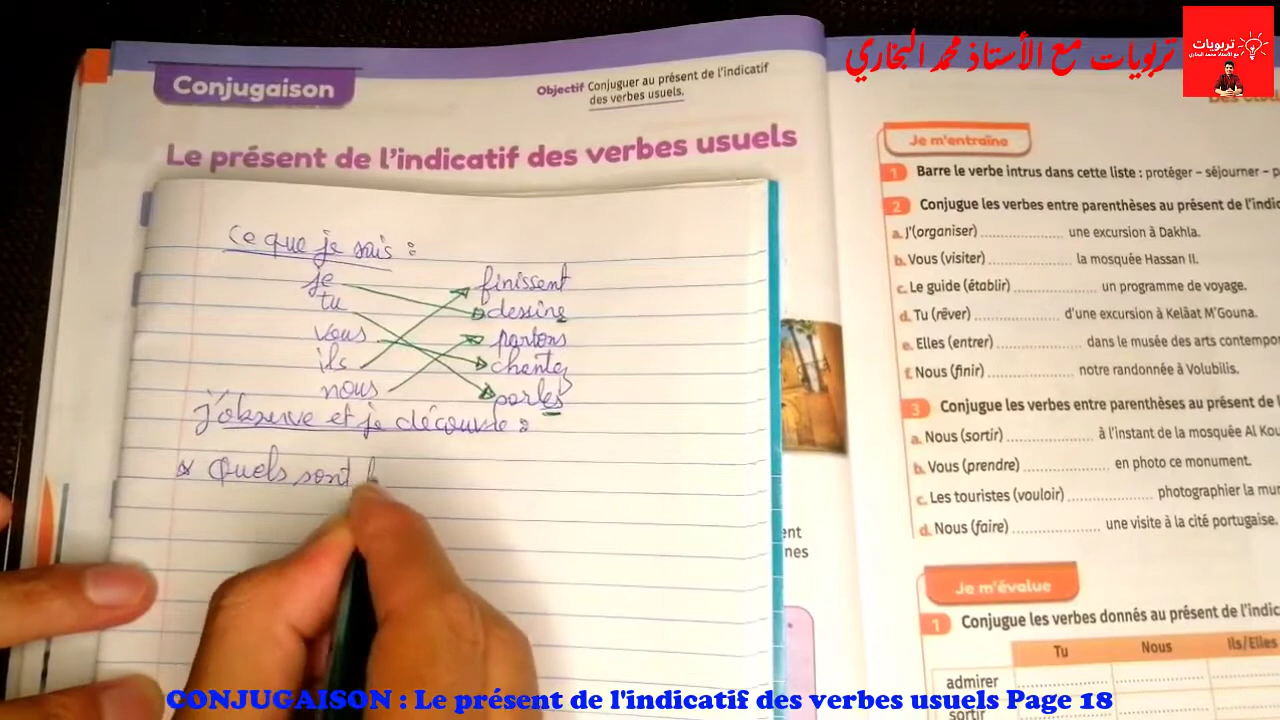 تربويات مع الأستاذ محمد البخاري
تربويات
مع الأستاذ محمد البخاري
Conjugaison
Objectif Conjuguer au présent de l'indicatif
des verbes usuels.
Le présent de l'indicatif des verbes usuels
Ce que je sais :
je finissent
tu dessine
vous partons
ils chantez
nous parles
J'observe et je découvre :
* Quels sont l
ent
nes
Je m'entraîne
1 Barre le verbe intrus dans cette liste : protéger – séjourner – p
2 Conjugue les verbes entre parenthèses au présent de l'indic
a. J'(organiser) .................... une excursion à Dakhla.
b. Vous (visiter) .................... la mosquée Hassan II.
c. Le guide (établir) .................... un programme de voyage.
d. Tu (rêver) .................... d'une excursion à Kelâat M'Gouna.
e. Elles (entrer) .................... dans le musée des arts contempo
f. Nous (finir) .................... notre randonnée à Volubilis.
3 Conjugue les verbes entre parenthèses au présent de l
a. Nous (sortir) .................... à l'instant de la mosquée Al Kou
b. Vous (prendre) .................... en photo ce monument.
c. Les touristes (vouloir) .................... photographier la mu
d. Nous (faire) .................... une visite à la cité portugaise.
Je m'évalue
1 Conjugue les verbes donnés au présent de l'indic
Tu Nous Ils/Elles
admirer
sortir
CONJUGAISON : Le présent de l'indicatif des verbes usuels Page 18